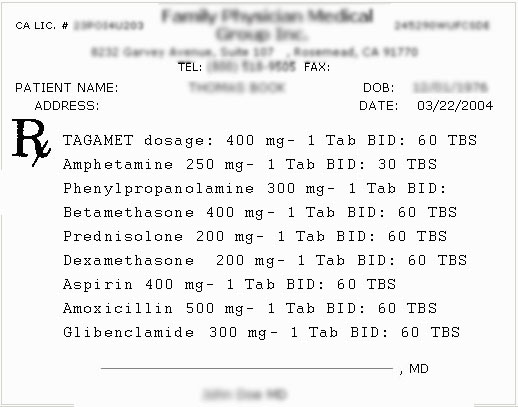 CA LIC. #
Family Physician Medical
Group Inc.
8232 Garvey Avenue, Suite 107 , Rosemead, CA 91770
TEL: (800) 518-9505 FAX:
PATIENT NAME: THOMAS BOOK DOB: 12/01/1976
ADDRESS: DATE: 03/22/2004
Rx TAGAMET dosage: 400 mg- 1 Tab BID: 60 TBS
Amphetamine 250 mg- 1 Tab BID: 30 TBS
Phenylpropanolamine 300 mg- 1 Tab BID:
Betamethasone 400 mg- 1 Tab BID: 60 TBS
Prednisolone 200 mg- 1 Tab BID: 60 TBS
Dexamethasone 200 mg- 1 Tab BID: 60 TBS
Aspirin 400 mg- 1 Tab BID: 60 TBS
Amoxicillin 500 mg- 1 Tab BID: 60 TBS
Glibenclamide 300 mg- 1 Tab BID: 60 TBS
, MD
John Doe MD